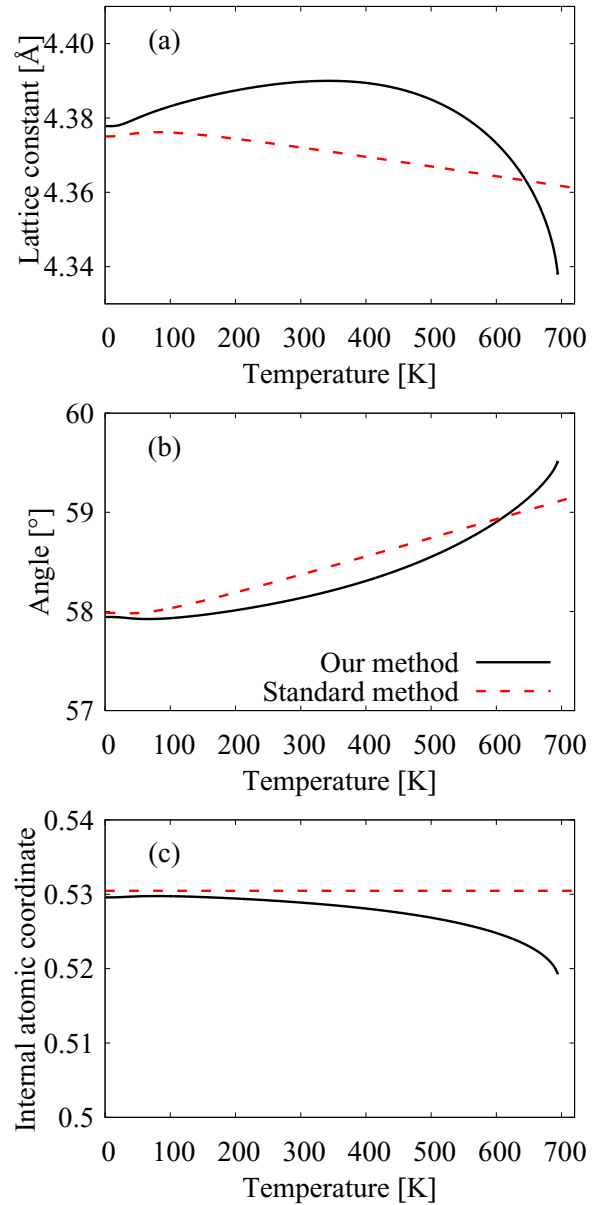 (a)
Lattice constant [Å]
4.40
4.38
4.36
4.34
0 100 200 300 400 500 600 700
Temperature [K]
(b)
Angle [°]
60
59
58
57
Our method
Standard method
0 100 200 300 400 500 600 700
Temperature [K]
(c)
Internal atomic coordinate
0.54
0.53
0.52
0.51
0.5
0 100 200 300 400 500 600 700
Temperature [K]